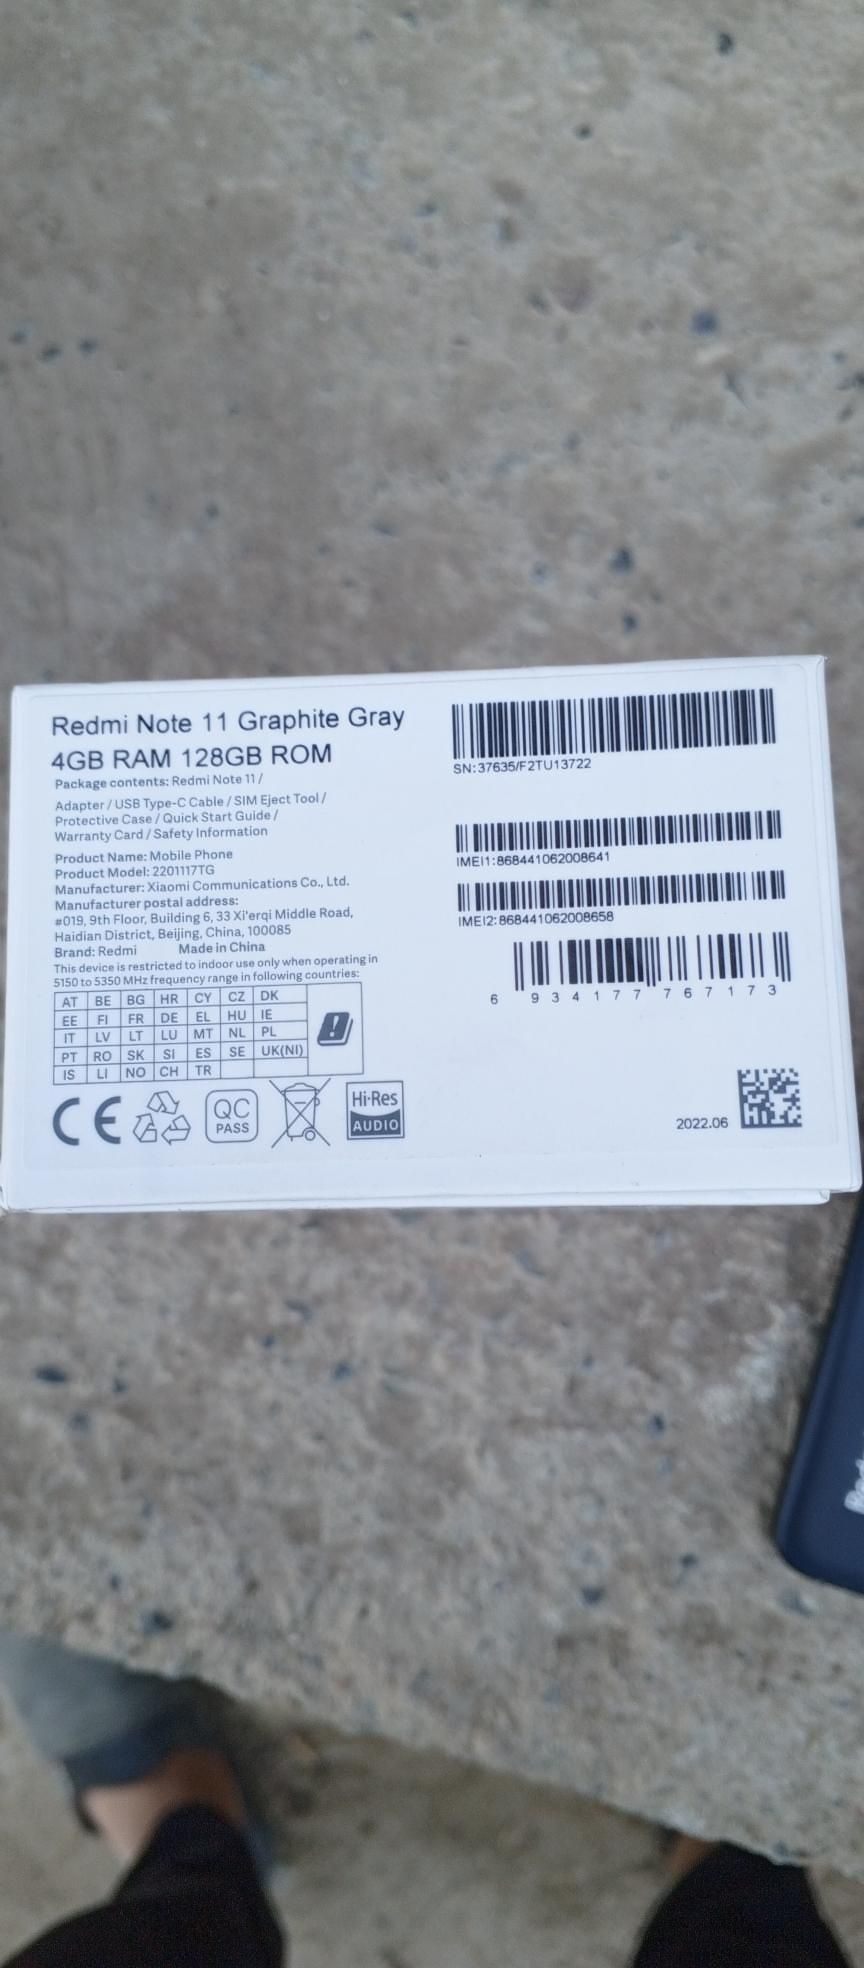 Redmi Note 11 Graphite Gray
4GB RAM 128GB ROM
Package contents: Redmi Note 11 /
Adapter / USB Type-C Cable / SIM Eject Tool /
Protective Case / Quick Start Guide /
Warranty Card / Safety Information
Product Name: Mobile Phone
Product Model: 2201117TG
Manufacturer: Xiaomi Communications Co., Ltd.
Manufacturer postal address:
#019, 9th Floor, Building 6, 33 Xi'erqi Middle Road,
Haidian District, Beijing, China, 100085
Brand: Redmi Made in China
This device is restricted to indoor use only when operating in
5150 to 5350 MHz frequency range in following countries:
AT BE BG HR CY CZ DK
EE FI FR DE EL HU IE
IT LV LT LU MT NL PL
PT RO SK SI ES SE UK(NI)
IS LI NO CH TR
CE
QC
PASS
Hi-Res
AUDIO
SN:37635/F2TU13722
IMEI1:868441062008641
IMEI2:868441062008658
6 934177 767173
2022.06